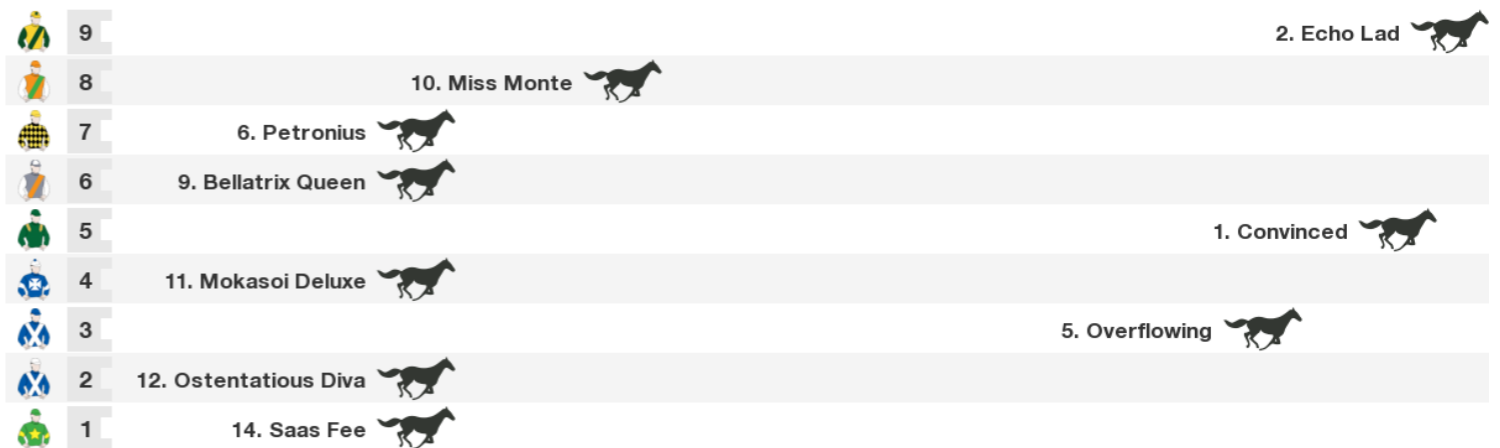 9 2. Echo Lad
8 10. Miss Monte
7 6. Petronius
6 9. Bellatrix Queen
5 1. Convinced
4 11. Mokasoi Deluxe
3 5. Overflowing
2 12. Ostentatious Diva
1 14. Saas Fee